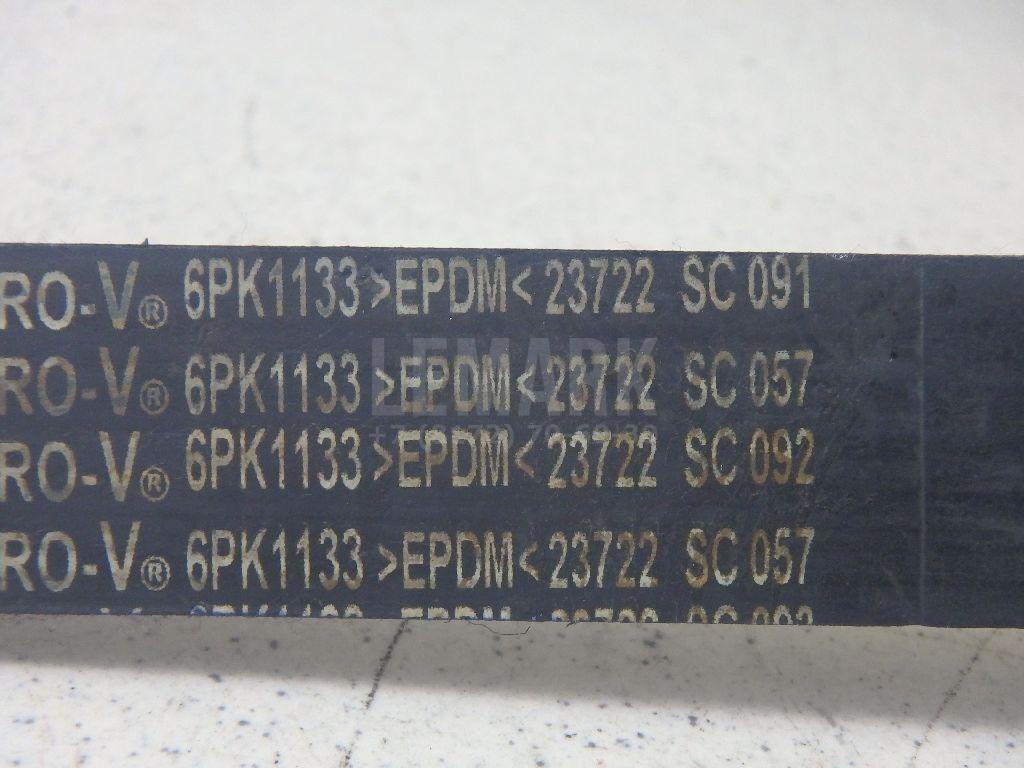 RO-V® 6PK1133 >EPDM< 23722 SC 091
RO-V® 6PK1133 >EPDM< 23722 SC 057
LEMARK
RO-V® 6PK1133 >EPDM< 23722 SC 092
RO-V® 6PK1133 >EPDM< 23722 SC 057